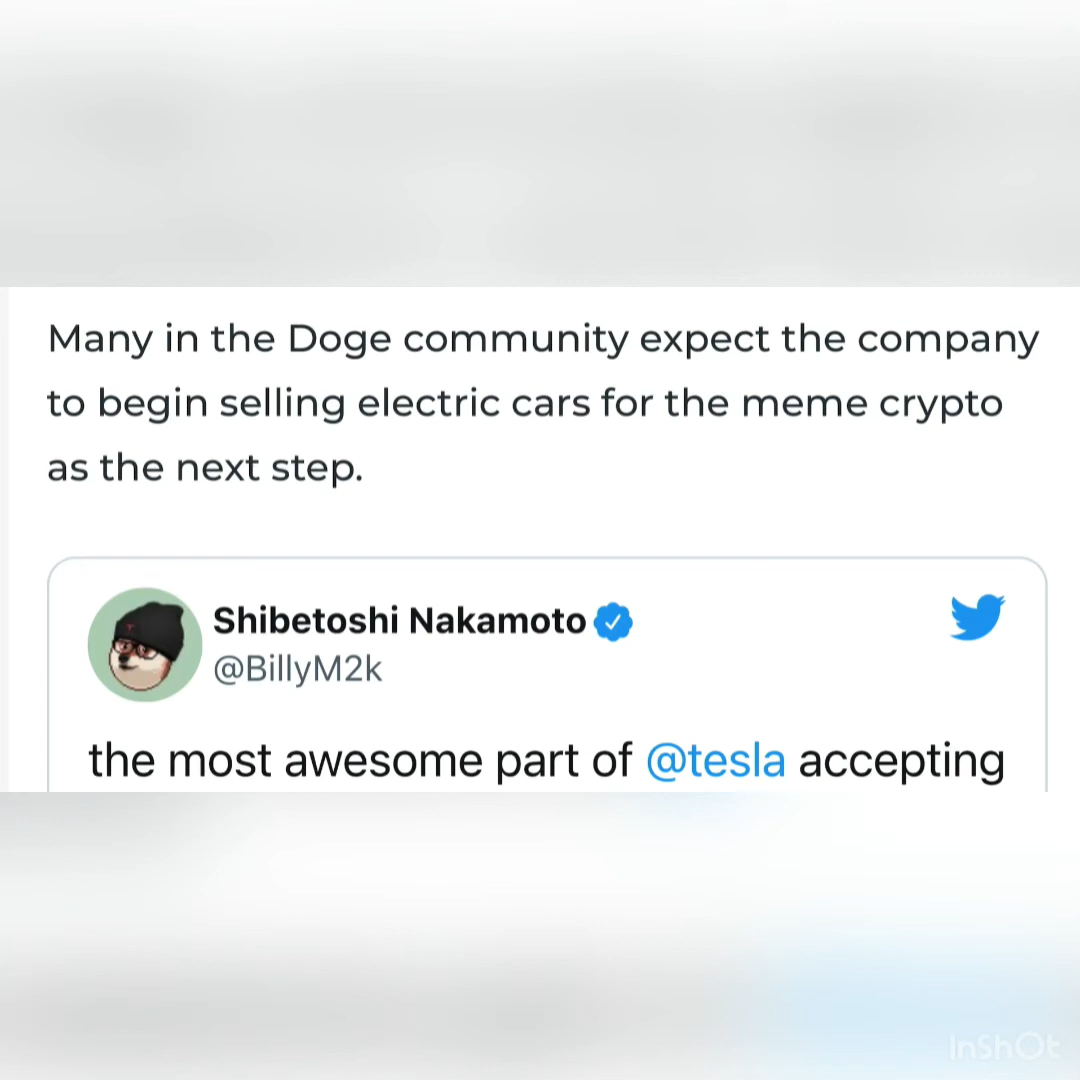 Many in the Doge community expect the company
to begin selling electric cars for the meme crypto
as the next step.
Shibetoshi Nakamoto
@BillyM2k
the most awesome part of @tesla accepting
InShOt